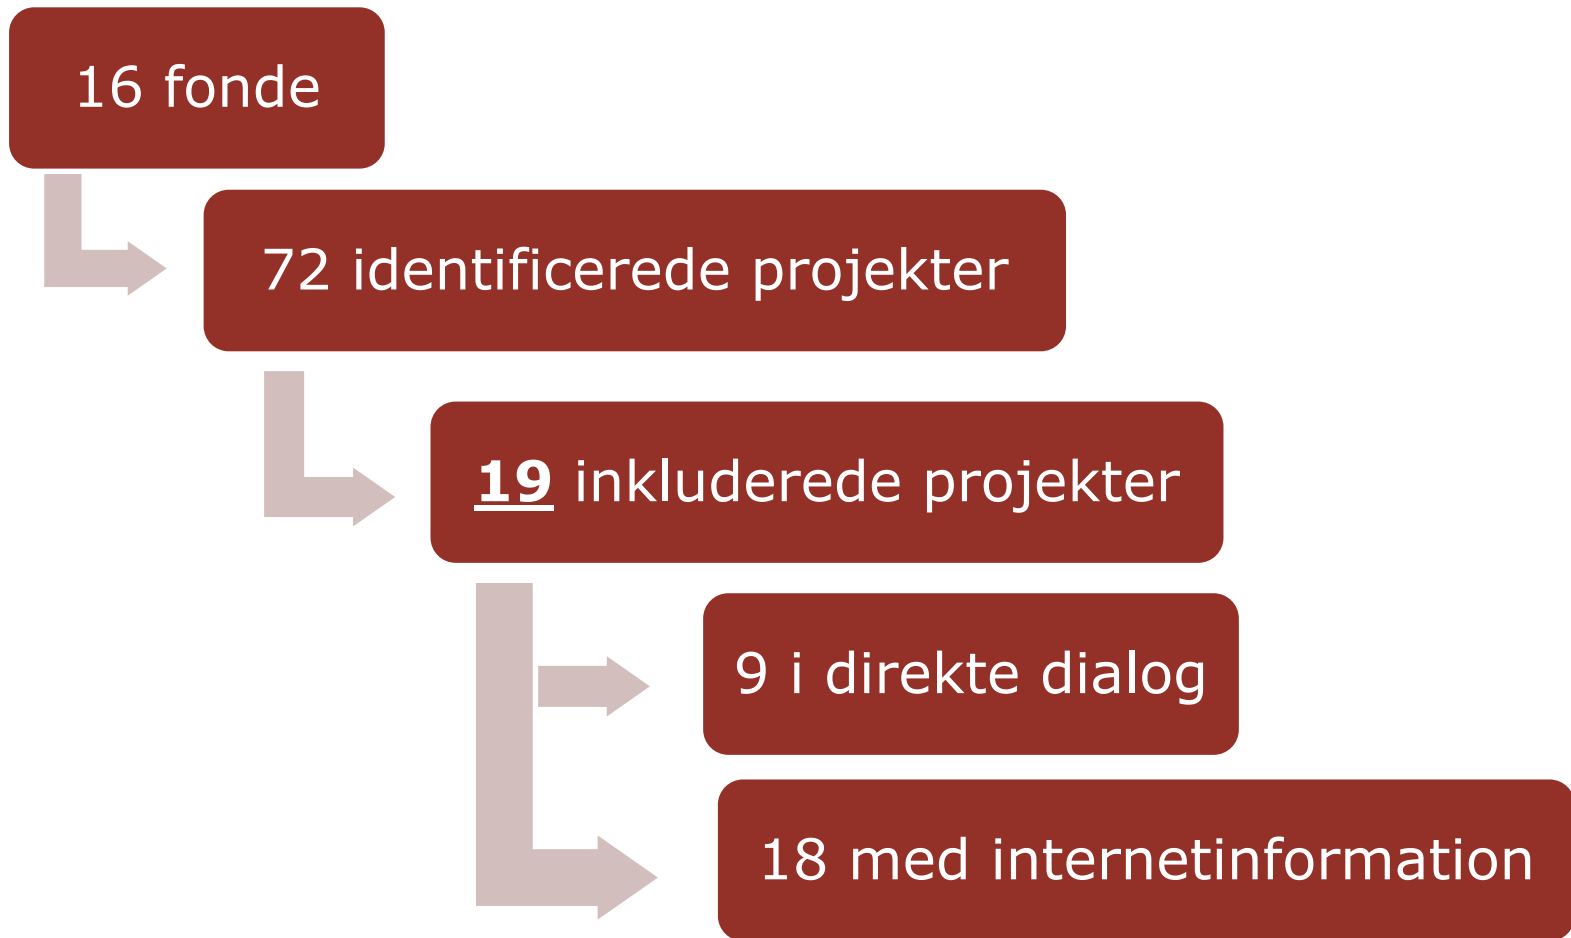 16 fonde
72 identificerede projekter
19 inkluderede projekter
9 i direkte dialog
18 med internetinformation